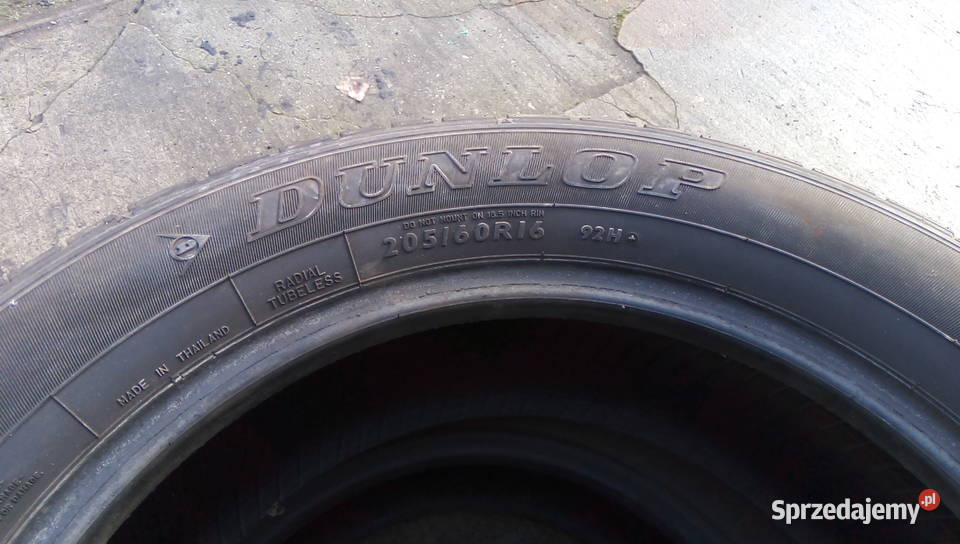 DUNLOP
DO NOT MOUNT ON 16.5 INCH RIM
205/60R16 92H
RADIAL
TUBELESS
MADE IN THAILAND
Sprzedajemy.pl